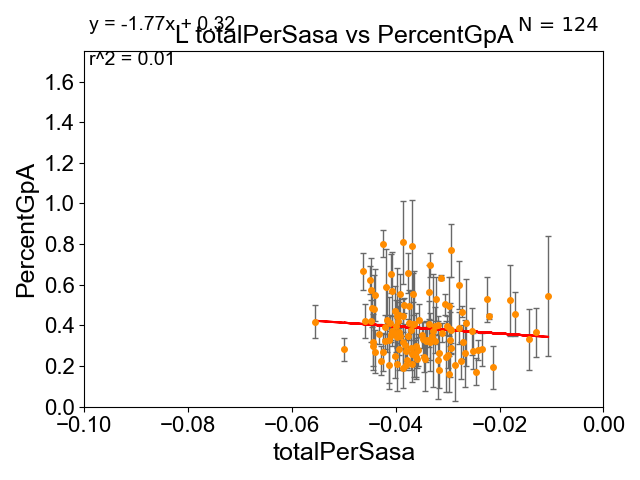 y = -1.77x + 0.32
N = 124
L totalPerSasa vs PercentGpA
r^2 = 0.01
PercentGpA
1.6
1.4
1.2
1.0
0.8
0.6
0.4
0.2
0.0
−0.10 −0.08 −0.06 −0.04 −0.02 0.00
totalPerSasa